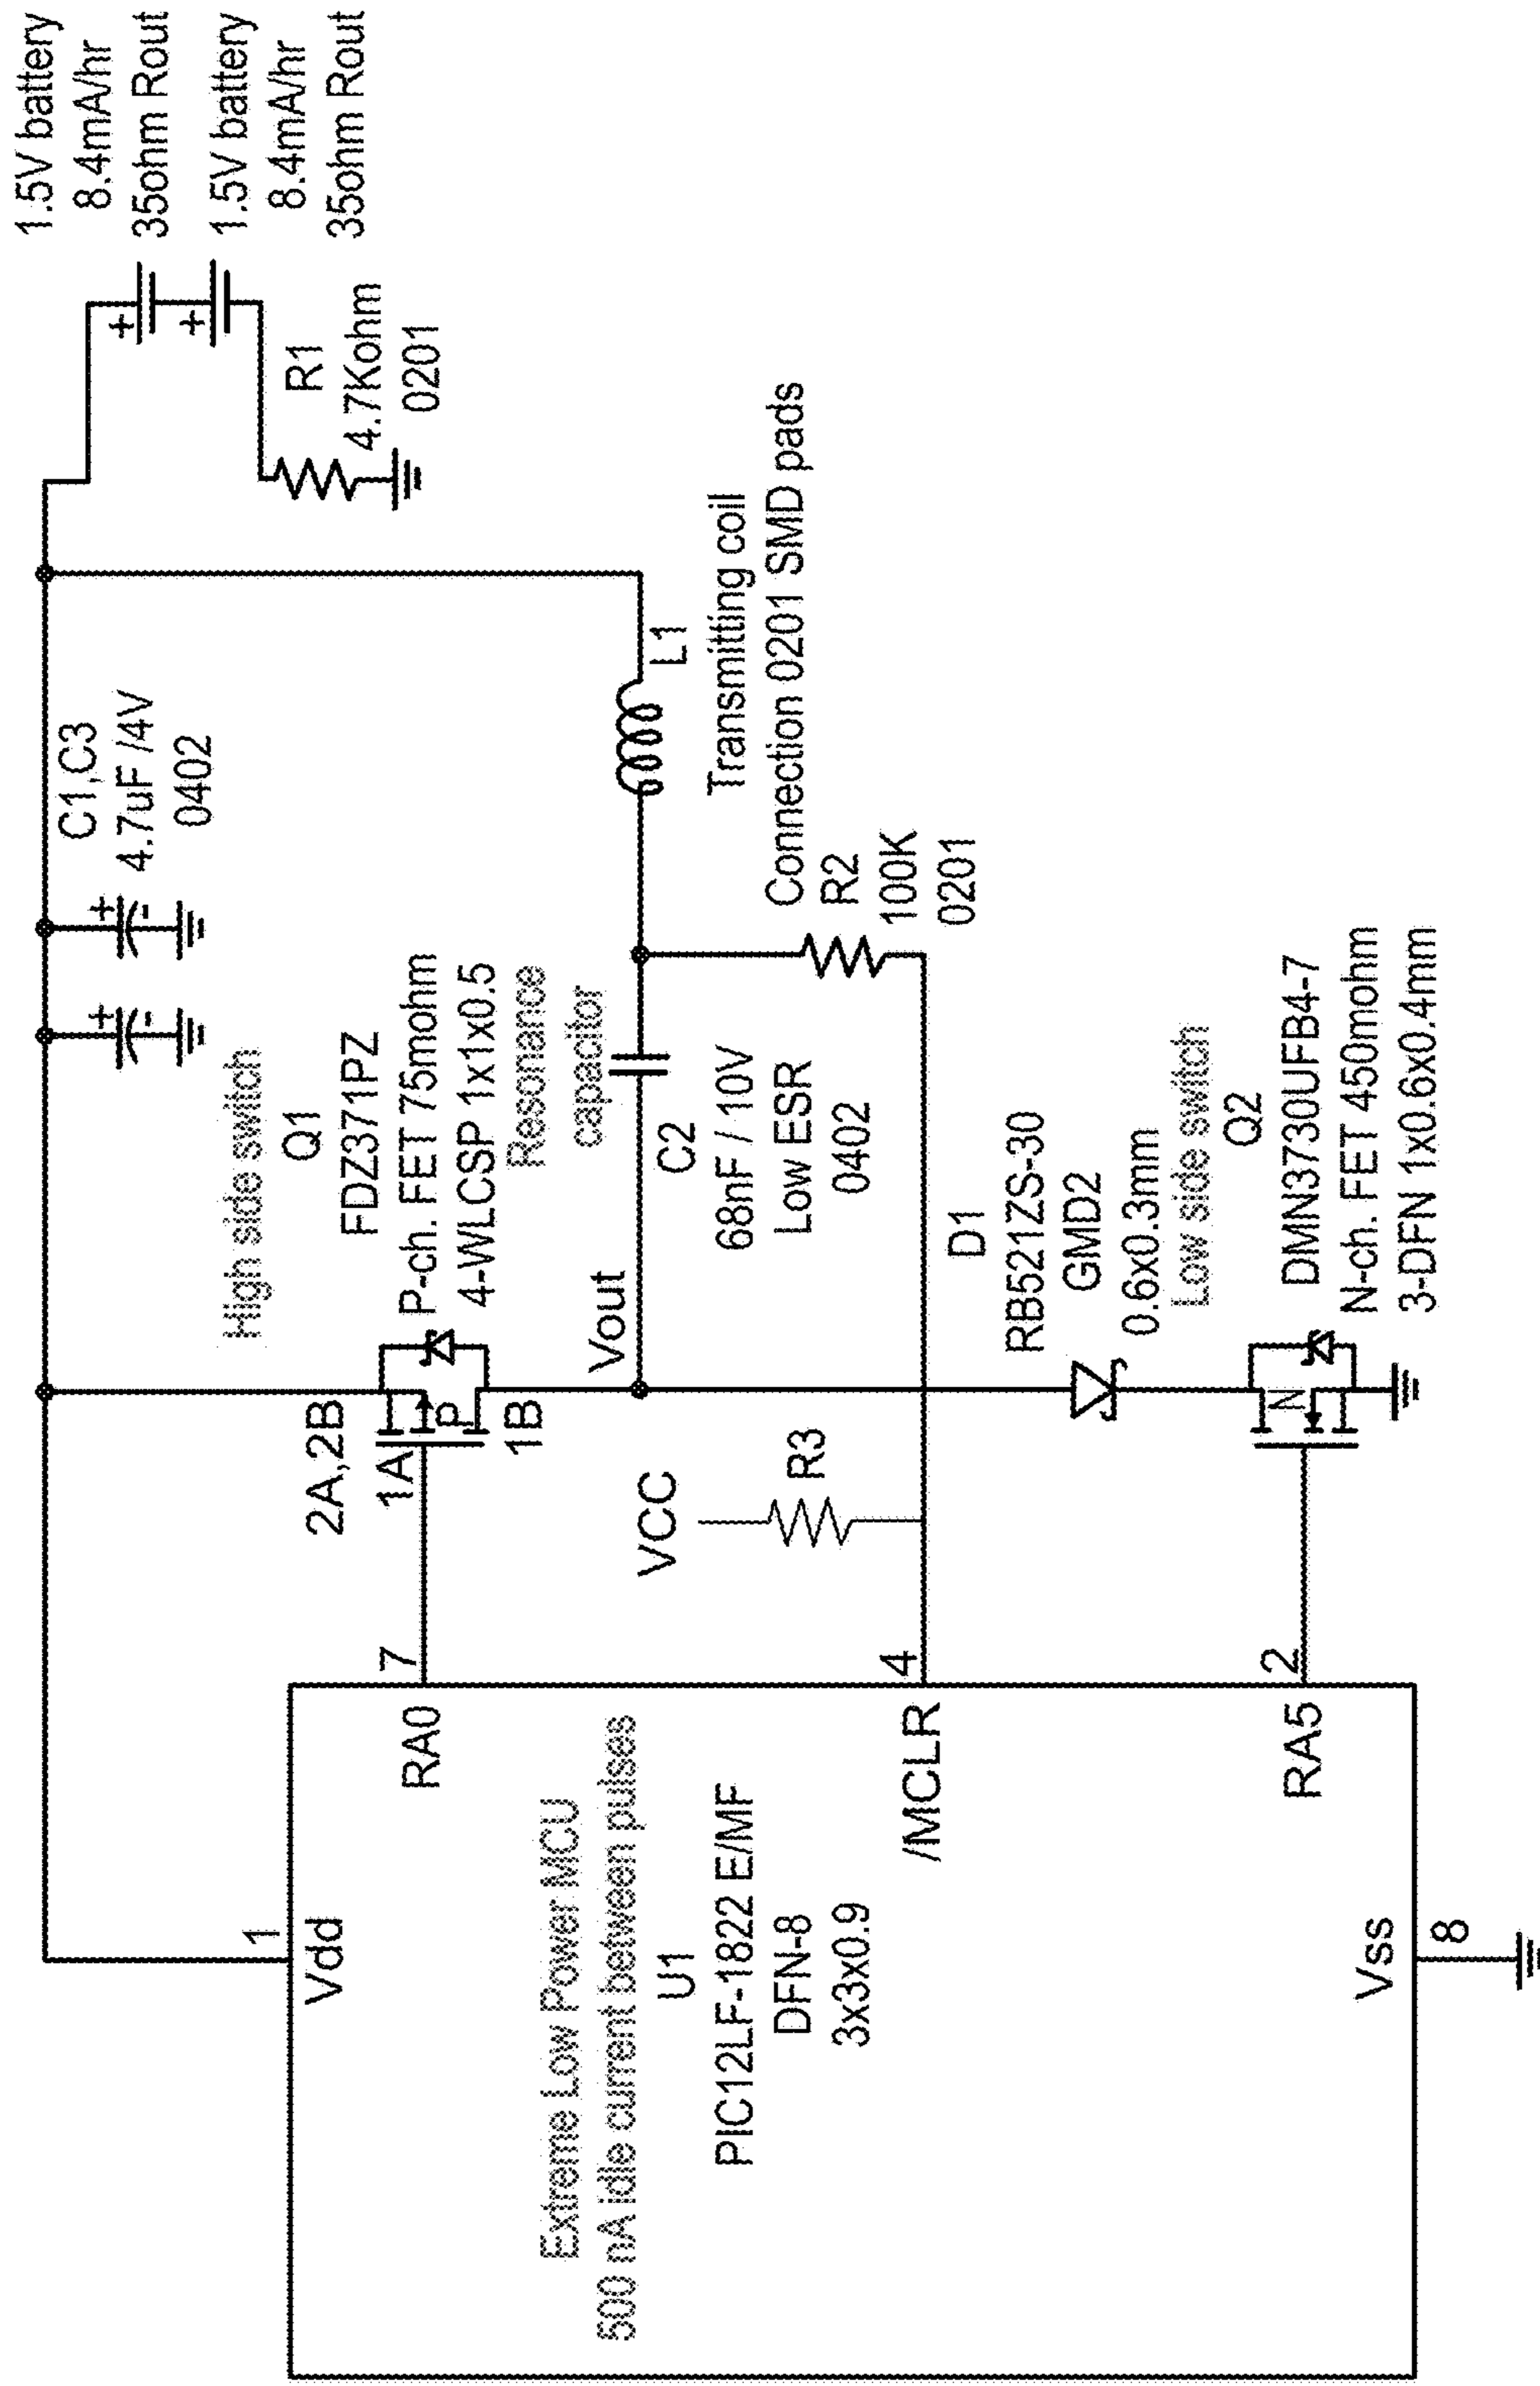 1.5V battery
8.4mA/hr
35ohm Rout
1.5V battery
8.4mA/hr
35ohm Rout
+
+
R1
4.7Kohm
0201
C1,C3
4.7uF /4V
0402
+
-
+
-
L1
Transmitting coil
Connection 0201 SMD pads
R2
100K
0201
High side switch
Q1
FDZ371PZ
P-ch. FET 75mohm
4-WLCSP 1x1x0.5
Resonance
capacitor
C2
68nF / 10V
Low ESR
0402
2A,2B
1A
P
1B
Vout
D1
RB521ZS-30
GMD2
0.6x0.3mm
Low side switch
Q2
DMN3730UFB4-7
N-ch. FET 450mohm
3-DFN 1x0.6x0.4mm
N
VCC
R3
1
Vdd
7
RA0
4
/MCLR
2
RA5
Vss
8
Extreme Low Power MCU
500 nA idle current between pulses
U1
PIC12LF-1822 E/MF
DFN-8
3x3x0.9